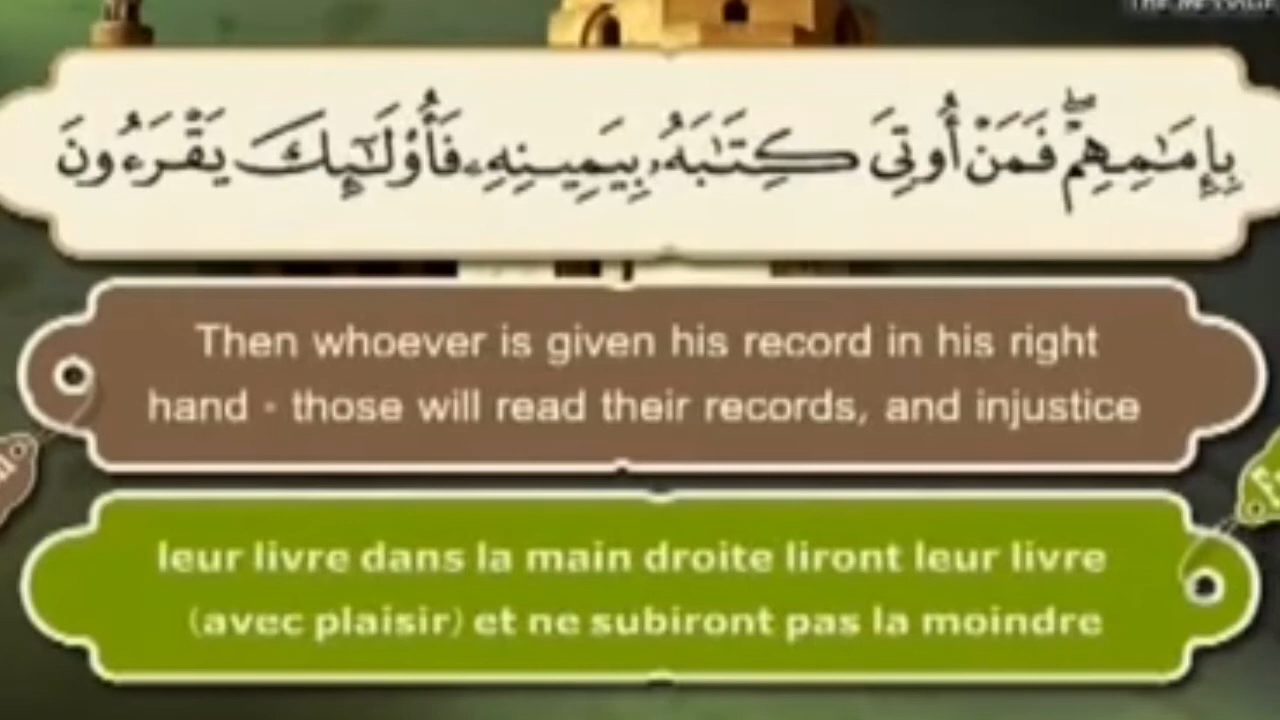 بِإِمَـٰمِهِمْ ۖ فَمَنْ أُوتِىَ كِتَـٰبَهُۥ بِيَمِينِهِۦ فَأُو۟لَـٰٓئِكَ يَقْرَءُونَ
Then whoever is given his record in his right
hand - those will read their records, and injustice
leur livre dans la main droite liront leur livre
(avec plaisir) et ne subiront pas la moindre